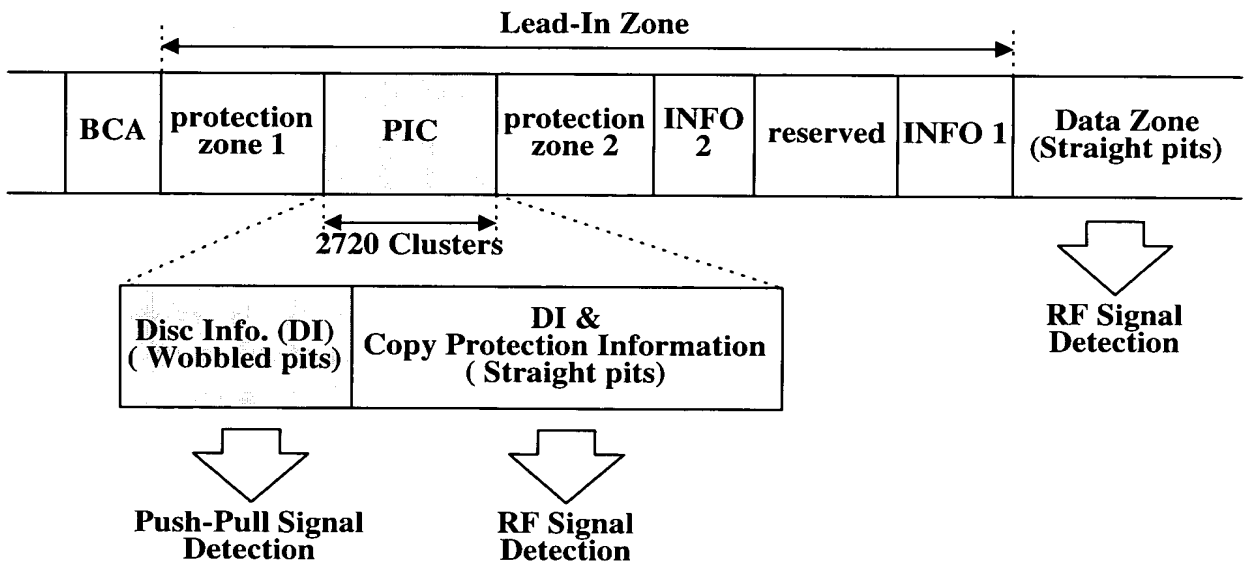 Lead-In Zone
BCA
protection
zone 1
PIC
protection
zone 2
INFO
2
reserved
INFO 1
Data Zone
(Straight pits)
2720 Clusters
Disc Info. (DI)
( Wobbled pits)
DI &
Copy Protection Information
( Straight pits)
RF Signal
Detection
Push-Pull Signal
Detection
RF Signal
Detection